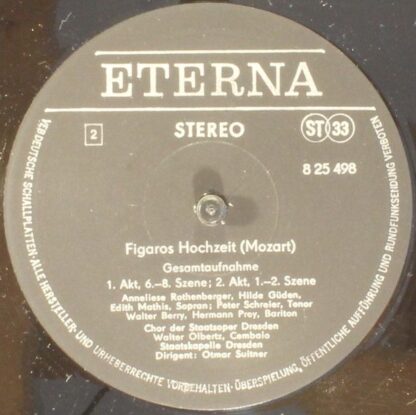 ETERNA
2
STEREO
ST 33
8 25 498
Figaros Hochzeit (Mozart)
Gesamtaufnahme
1. Akt, 6.–8. Szene; 2. Akt, 1.–2. Szene
Anneliese Rothenberger, Hilde Güden,
Edith Mathis, Sopran; Peter Schreier, Tenor
Walter Berry, Hermann Prey, Bariton
Chor der Staatsoper Dresden
Walter Olbertz, Cembalo
Staatskapelle Dresden
Dirigent: Otmar Suitner
VEB DEUTSCHE SCHALLPLATTEN · ALLE HERSTELLER- UND URHEBERRECHTE VORBEHALTEN · ÜBERSPIELUNG, ÖFFENTLICHE AUFFÜHRUNG UND RUNDFUNKSENDUNG VERBOTEN